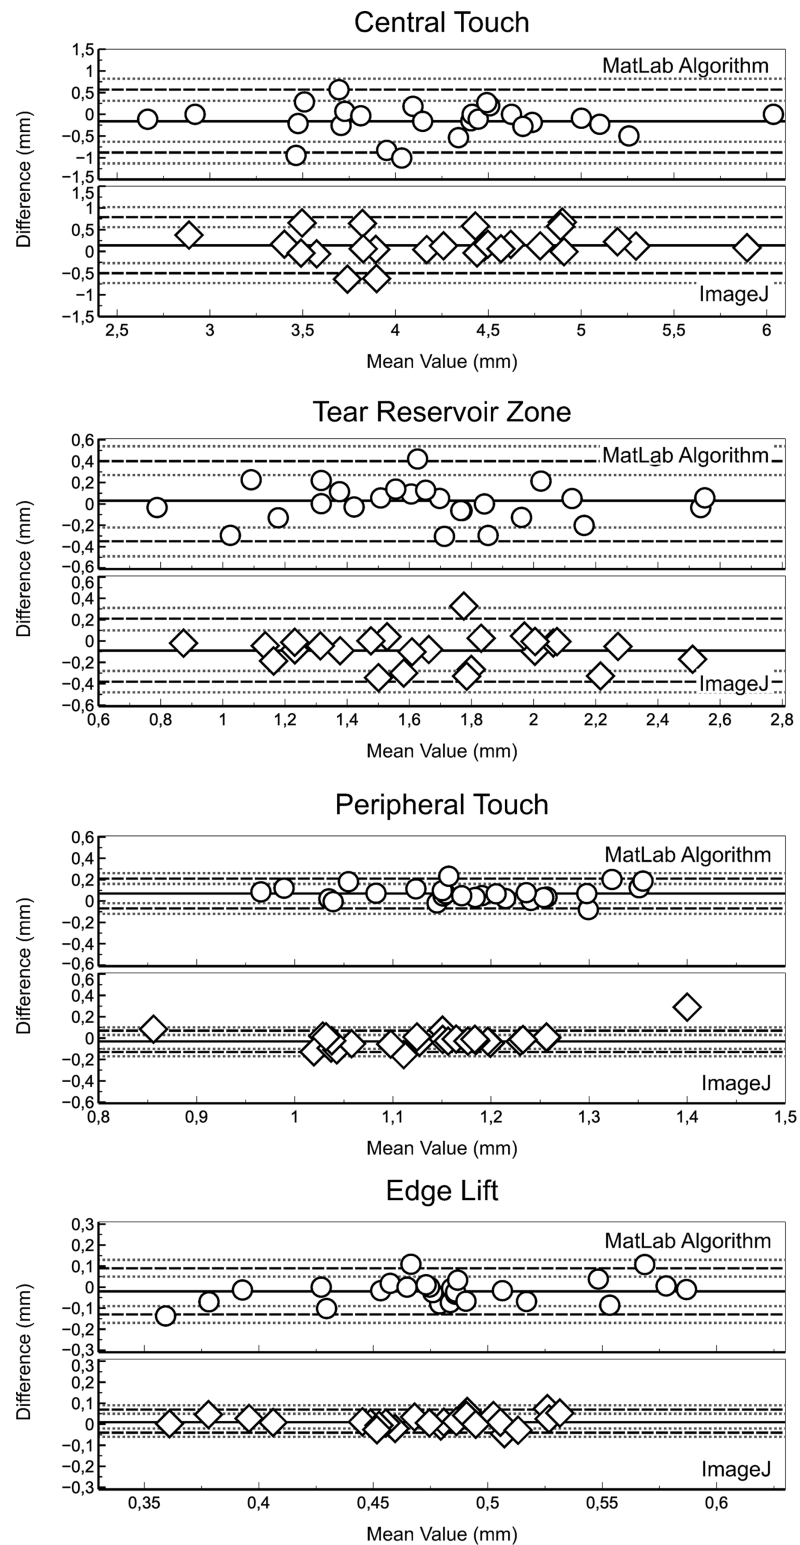 Central Touch
1,5
1
0,5
0
−0,5
−1
−1,5
MatLab Algorithm
Difference (mm)
1,5
1
0,5
0
−0,5
−1
−1,5
ImageJ
2,5 3 3,5 4 4,5 5 5,5 6
Mean Value (mm)
Tear Reservoir Zone
0,6
0,4
0,2
0
−0,2
−0,4
−0,6
MatLab Algorithm
Difference (mm)
0,6
0,4
0,2
0
−0,2
−0,4
−0,6
ImageJ
0,6 0,8 1 1,2 1,4 1,6 1,8 2 2,2 2,4 2,6 2,8
Mean Value (mm)
Peripheral Touch
0,6
0,4
0,2
0
−0,2
−0,4
−0,6
MatLab Algorithm
Difference (mm)
0,6
0,4
0,2
0
−0,2
−0,4
−0,6
ImageJ
0,8 0,9 1 1,1 1,2 1,3 1,4 1,5
Mean Value (mm)
Edge Lift
0,3
0,2
0,1
0
−0,1
−0,2
−0,3
MatLab Algorithm
Difference (mm)
0,3
0,2
0,1
0
−0,1
−0,2
−0,3
ImageJ
0,35 0,4 0,45 0,5 0,55 0,6
Mean Value (mm)